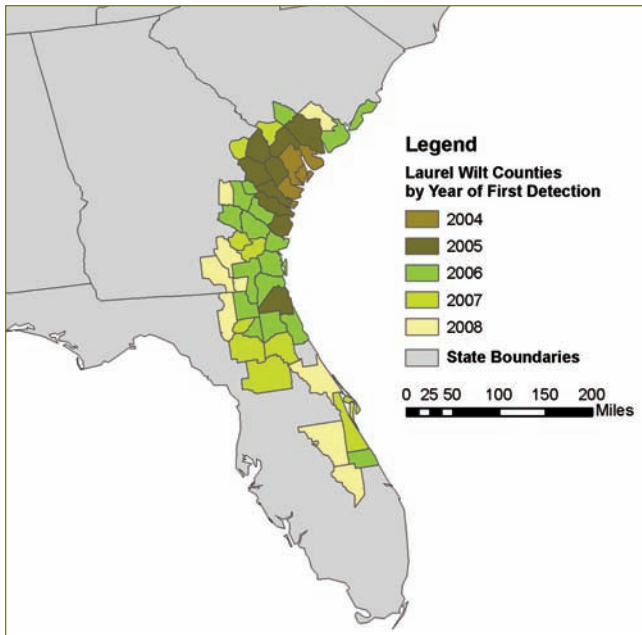 Legend
Laurel Wilt Counties
by Year of First Detection
2004
2005
2006
2007
2008
State Boundaries
0 25 50 100 150 200
Miles